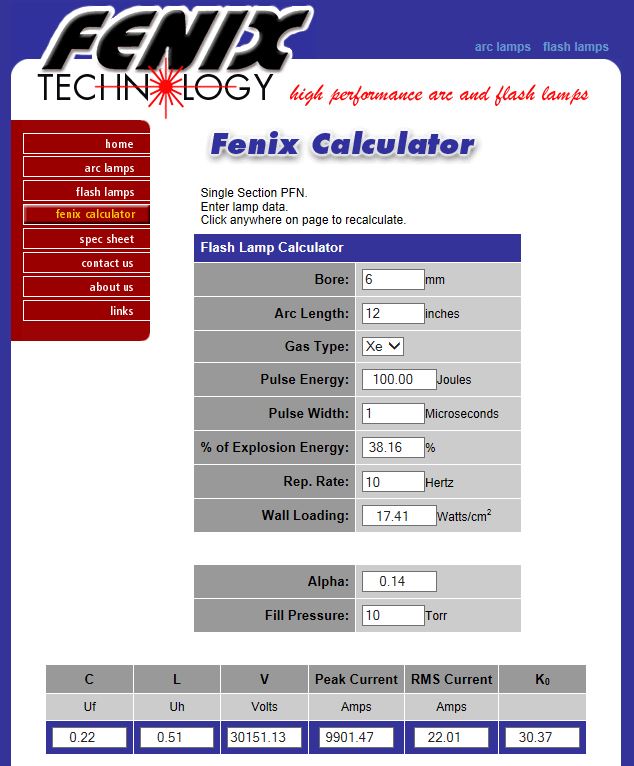 FENIX
TECHNOLOGY
arc lamps flash lamps
high performance arc and flash lamps
home
arc lamps
flash lamps
fenix calculator
spec sheet
contact us
about us
links
Fenix Calculator
Single Section PFN.
Enter lamp data.
Click anywhere on page to recalculate.
Flash Lamp Calculator
Bore: 6 mm
Arc Length: 12 inches
Gas Type: Xe
Pulse Energy: 100.00 Joules
Pulse Width: 1 Microseconds
% of Explosion Energy: 38.16 %
Rep. Rate: 10 Hertz
Wall Loading: 17.41 Watts/cm²
Alpha: 0.14
Fill Pressure: 10 Torr
C L V Peak Current RMS Current K₀
Uf Uh Volts Amps Amps
0.22 0.51 30151.13 9901.47 22.01 30.37